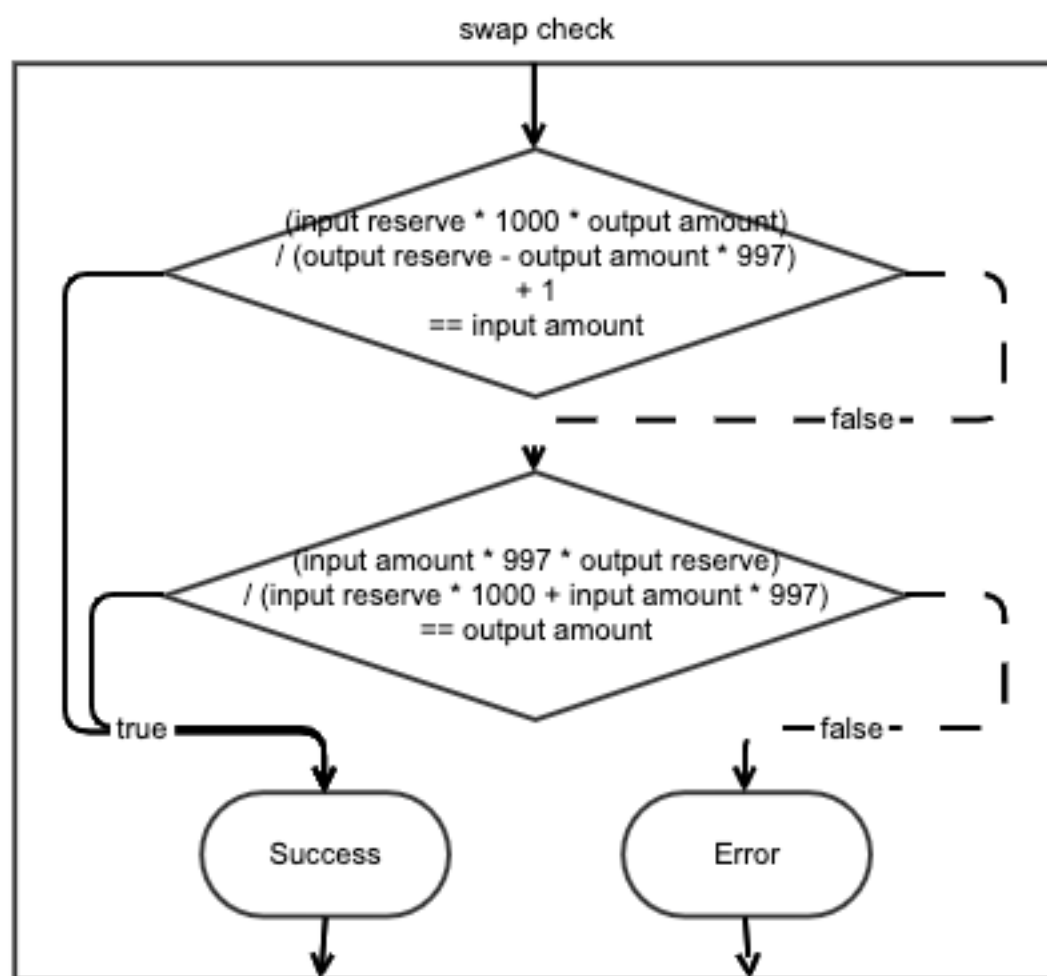 swap check
(input reserve * 1000 * output amount)
/ (output reserve - output amount * 997)
+ 1
== input amount
false
(input amount * 997 * output reserve)
/ (input reserve * 1000 + input amount * 997)
== output amount
true
false
Success
Error